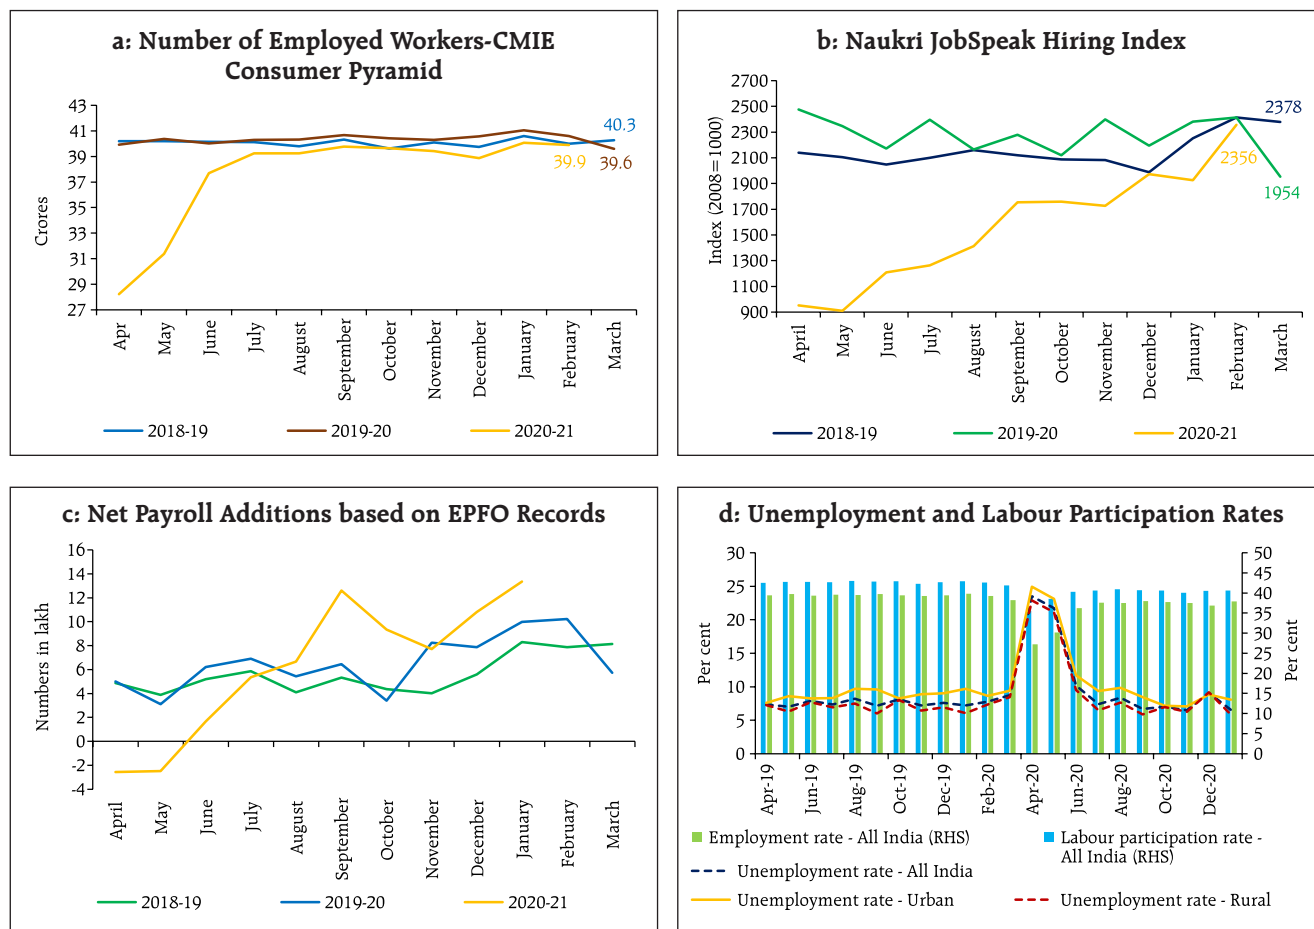 a: Number of Employed Workers-CMIE
Consumer Pyramid
43
41
39
37
35
33
31
29
27
Crores
40.3
39.9
39.6
Apr
May
June
July
August
September
October
November
December
January
February
March
2018-19
2019-20
2020-21
b: Naukri JobSpeak Hiring Index
2700
2500
2300
2100
1900
1700
1500
1300
1100
900
Index (2008=1000)
2378
2356
1954
April
May
June
July
August
September
October
November
December
January
February
March
2018-19
2019-20
2020-21
c: Net Payroll Additions based on EPFO Records
16
14
12
10
8
6
4
2
0
-2
-4
Numbers in lakh
April
May
June
July
August
September
October
November
December
January
February
March
2018-19
2019-20
2020-21
d: Unemployment and Labour Participation Rates
30
25
20
15
10
5
0
Per cent
50
45
40
35
30
25
20
15
10
5
0
Per cent
Apr-19
Jun-19
Aug-19
Oct-19
Dec-19
Feb-20
Apr-20
Jun-20
Aug-20
Oct-20
Dec-20
Employment rate - All India (RHS)
Labour participation rate -
All India (RHS)
Unemployment rate - All India
Unemployment rate - Urban
Unemployment rate - Rural